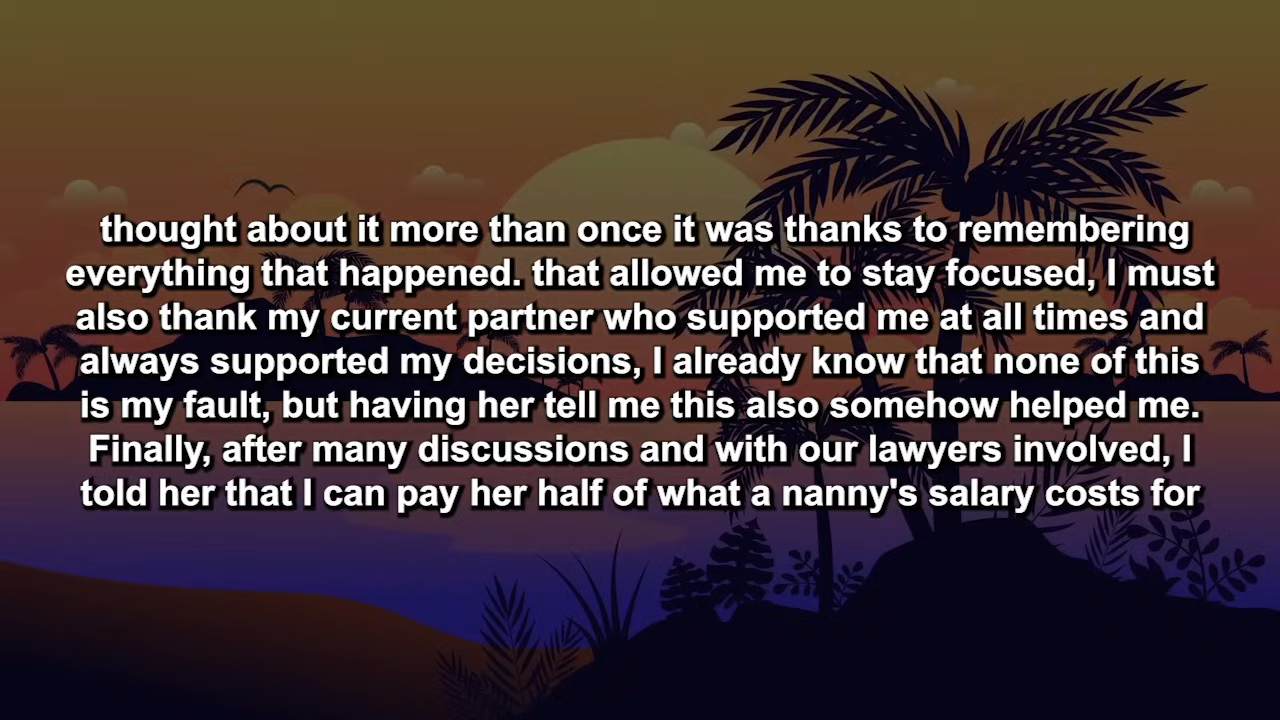 thought about it more than once it was thanks to remembering
everything that happened. that allowed me to stay focused, I must
also thank my current partner who supported me at all times and
always supported my decisions, I already know that none of this
is my fault, but having her tell me this also somehow helped me.
Finally, after many discussions and with our lawyers involved, I
told her that I can pay her half of what a nanny's salary costs for